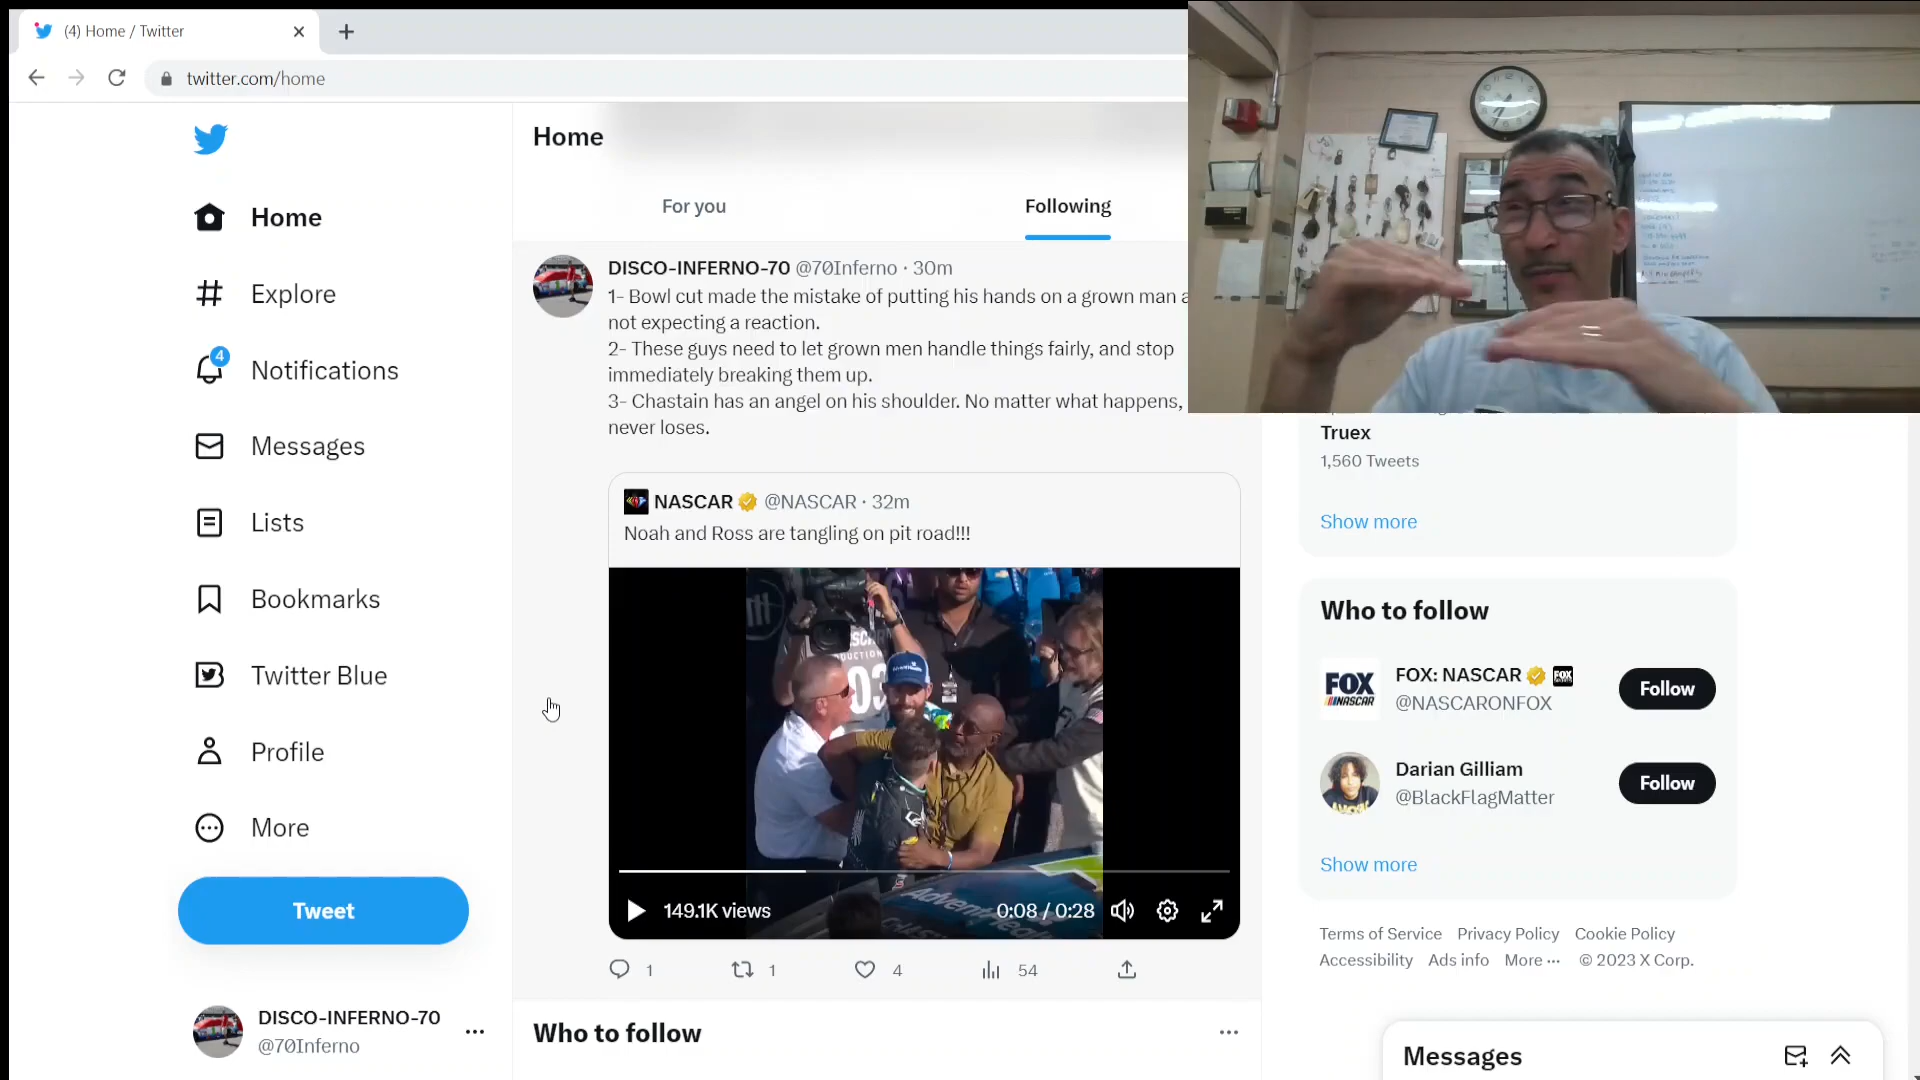 (4) Home / Twitter
twitter.com/home
Home
Explore
4
Notifications
Messages
Lists
Bookmarks
Twitter Blue
Profile
More
Tweet
DISCO-INFERNO-70
@70Inferno
Home
For you
Following
DISCO-INFERNO-70 @70Inferno · 30m
1- Bowl cut made the mistake of putting his hands on a grown man
not expecting a reaction.
2- These guys need to let grown men handle things fairly, and stop
immediately breaking them up.
3- Chastain has an angel on his shoulder. No matter what happens,
never loses.
NASCAR @NASCAR · 32m
Noah and Ross are tangling on pit road!!!
03
AdventHealth
149.1K views
0:08 / 0:28
1
1
4
54
Who to follow
Truex
1,560 Tweets
Show more
Who to follow
FOX NASCAR
FOX: NASCAR
@NASCARONFOX
Follow
Darian Gilliam
@BlackFlagMatter
Follow
Show more
Terms of Service Privacy Policy Cookie Policy
Accessibility Ads info More ··· © 2023 X Corp.
Messages